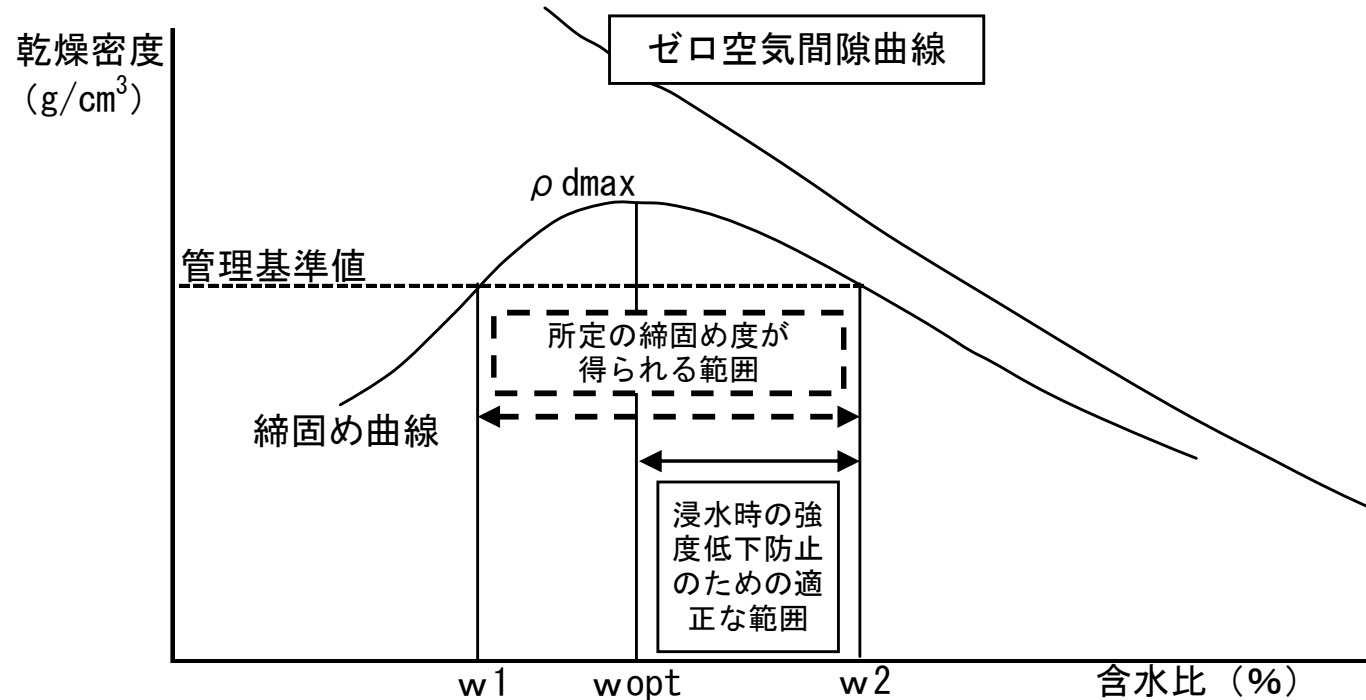 乾燥密度
(g/cm³)
ゼロ空気間隙曲線
ρdmax
管理基準値
所定の締固め度が
得られる範囲
締固め曲線
浸水時の強
度低下防止
のための適
正な範囲
w1
wopt
w2
含水比（%）